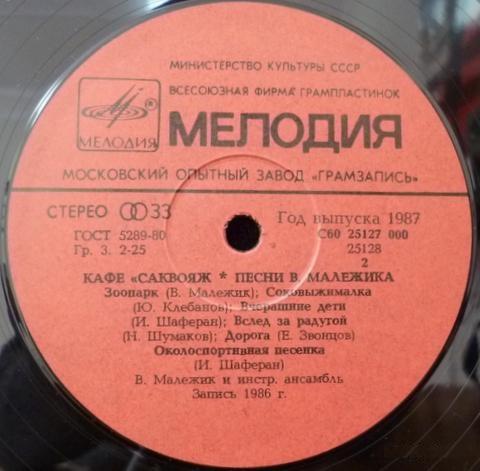 МИНИСТЕРСТВО КУЛЬТУРЫ СССР
ВСЕСОЮЗНАЯ ФИРМА ГРАМПЛАСТИНОК
МЕЛОДИЯ ® МЕЛОДИЯ
МОСКОВСКИЙ ОПЫТНЫЙ ЗАВОД «ГРАМЗАПИСЬ»
СТЕРЕО 33 Год выпуска 1987
ГОСТ 5289-80 С60 25127 000
Гр. 3. 2-25 25128
2
КАФЕ «САКВОЯЖ * ПЕСНИ В. МАЛЕЖИКА
Зоопарк (В. Малежик); Соковыжималка
(Ю. Клебанов); Вчерашние дети
(И. Шаферан); Вслед за радугой
(Н. Шумаков); Дорога (Е. Звонцов)
Околоспортивная песенка
(И. Шаферан)
В. Малежик и инстр. ансамбль
Запись 1986 г.